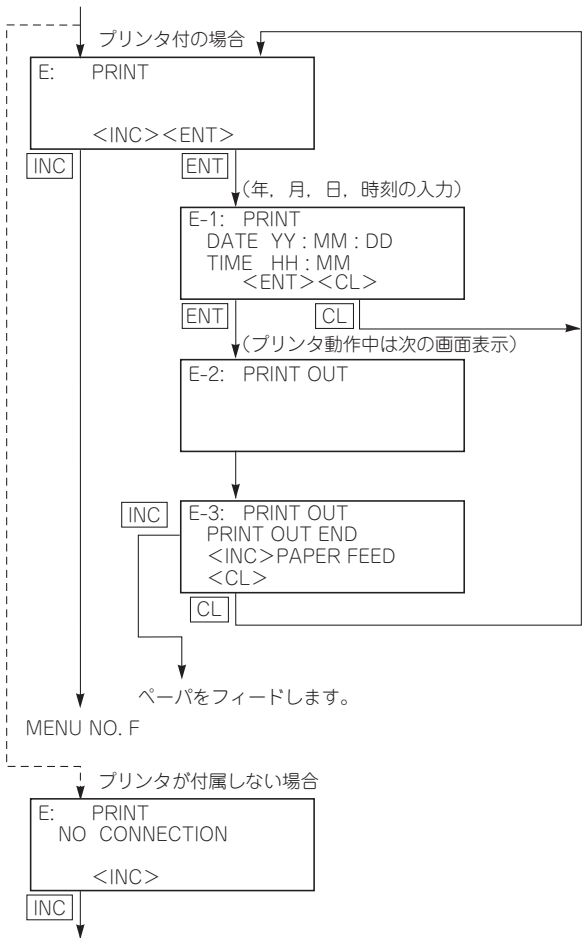 プリンタ付の場合
E: PRINT
<INC><ENT>
INC ENT
(年，月，日，時刻の入力)
E-1: PRINT
DATE YY : MM : DD
TIME HH : MM
<ENT><CL>
ENT CL
(プリンタ動作中は次の画面表示)
E-2: PRINT OUT
INC
E-3: PRINT OUT
PRINT OUT END
<INC>PAPER FEED
<CL>
CL
ペーパをフィードします。
MENU NO. F
プリンタが付属しない場合
E: PRINT
NO CONNECTION
<INC>
INC